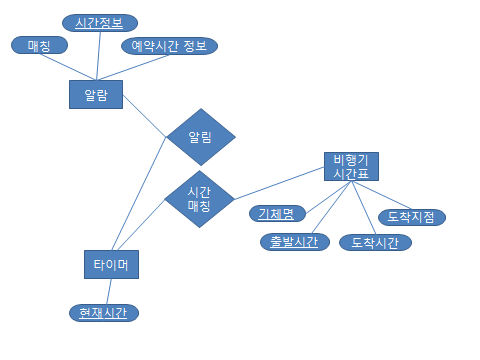 시간정보
매칭
예약시간 정보
알람
알림
시간
매칭
비행기
시간표
기체명
도착지점
출발시간
도착시간
타이머
현재시간